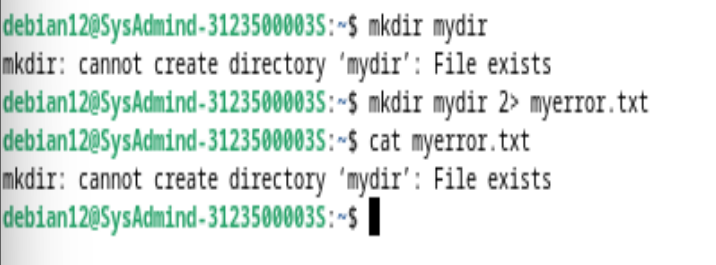 debian12@SysAdmind-3123500003S:~$ mkdir mydir
mkdir: cannot create directory ‘mydir’: File exists
debian12@SysAdmind-3123500003S:~$ mkdir mydir 2> myerror.txt
debian12@SysAdmind-3123500003S:~$ cat myerror.txt
mkdir: cannot create directory ‘mydir’: File exists
debian12@SysAdmind-3123500003S:~$